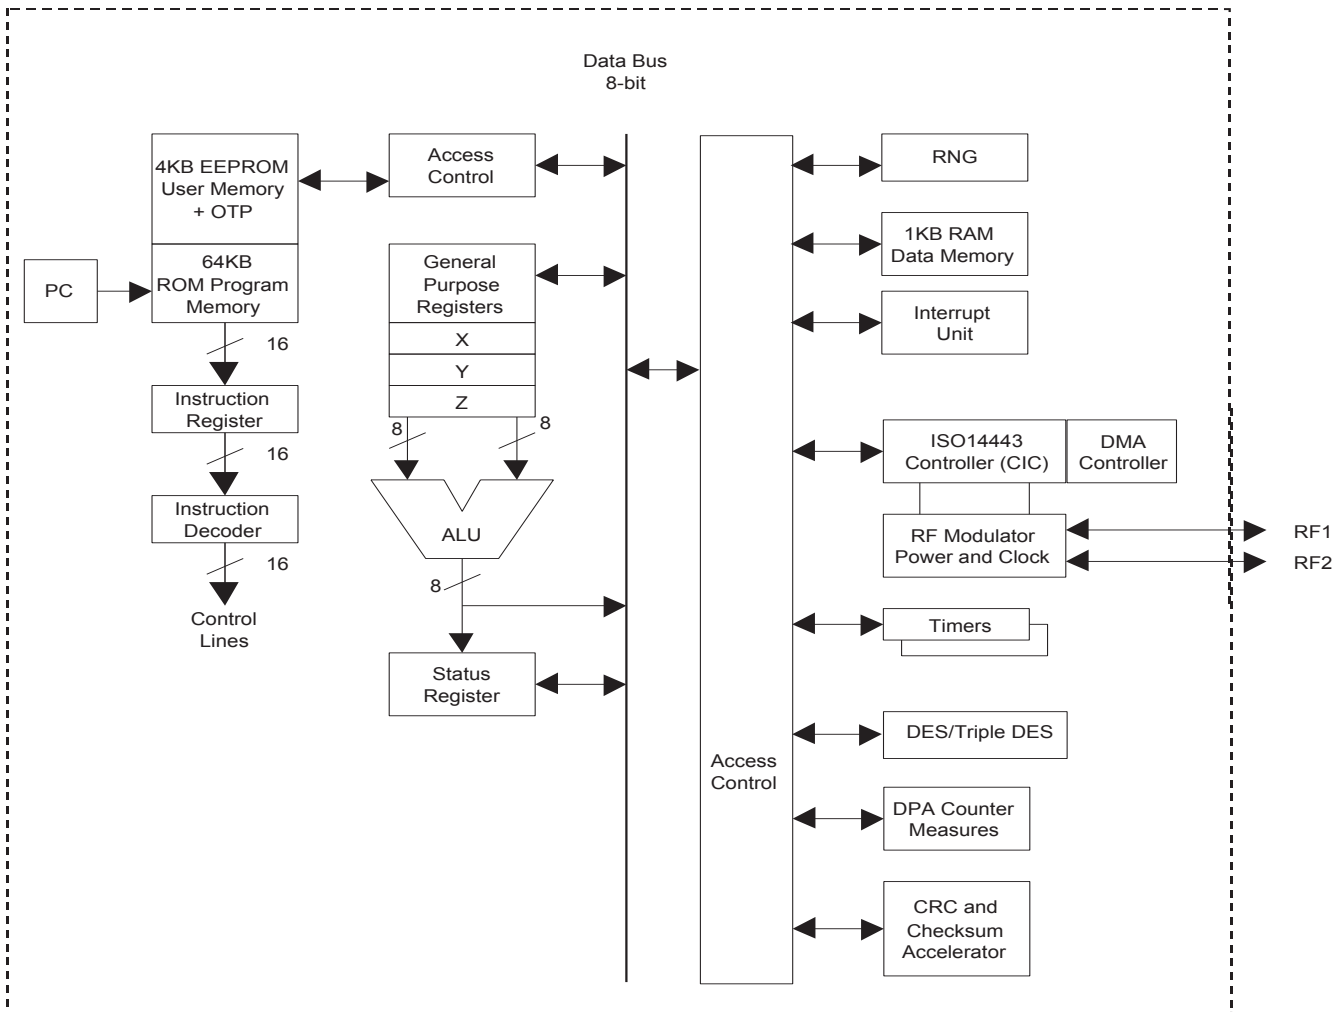 Data Bus
8-bit
4KB EEPROM
User Memory
+ OTP
64KB
ROM Program
Memory
PC
16
Instruction
Register
16
Instruction
Decoder
16
Control
Lines
Access
Control
General
Purpose
Registers
X
Y
Z
8
8
ALU
8
Status
Register
Access
Control
RNG
1KB RAM
Data Memory
Interrupt
Unit
ISO14443
Controller (CIC)
DMA
Controller
RF Modulator
Power and Clock
RF1
RF2
Timers
DES/Triple DES
DPA Counter
Measures
CRC and
Checksum
Accelerator